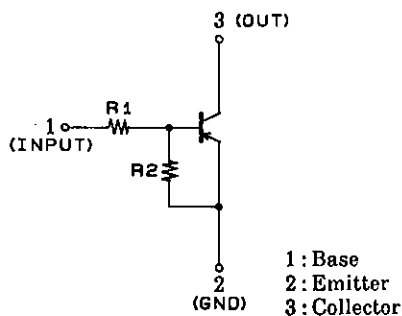 3 (OUT)
R1
1
(INPUT)
R2
2
(GND)
1 : Base
2 : Emitter
3 : Collector